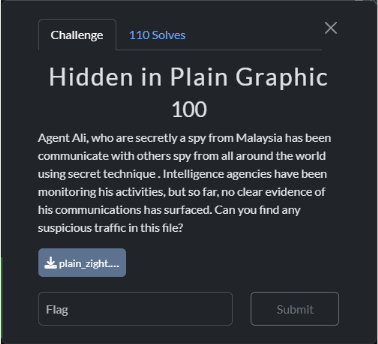 Challenge
110 Solves
Hidden in Plain Graphic
100
Agent Ali, who are secretly a spy from Malaysia has been
communicate with others spy from all around the world
using secret technique . Intelligence agencies have been
monitoring his activities, but so far, no clear evidence of
his communications has surfaced. Can you find any
suspicious traffic in this file?
plain_zight....
Flag
Submit